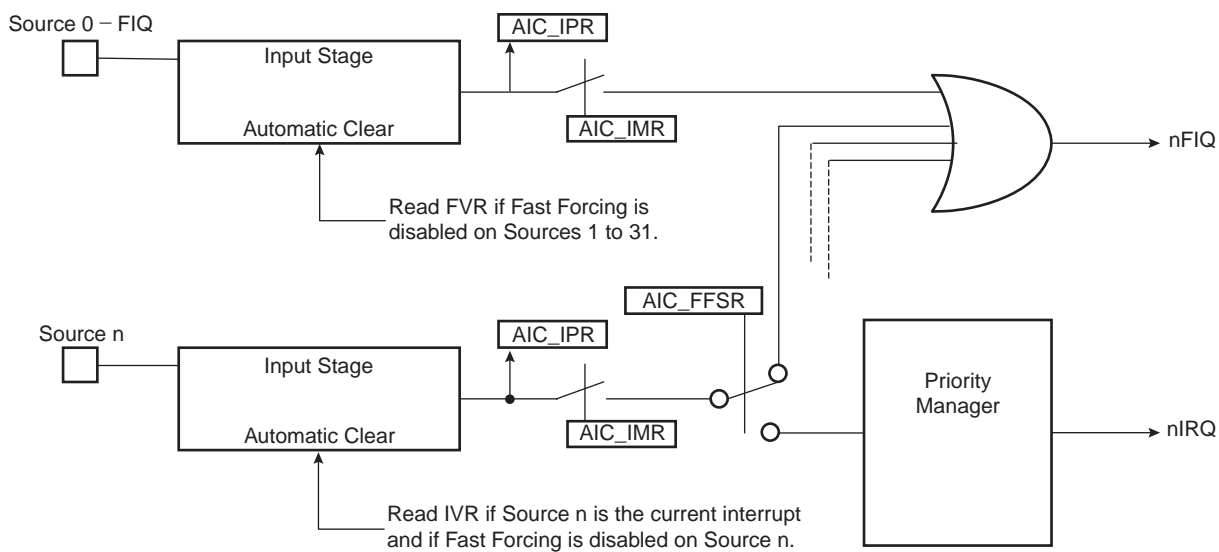 Source 0 – FIQ
AIC_IPR
Input Stage
Automatic Clear
AIC_IMR
nFIQ
Read FVR if Fast Forcing is
disabled on Sources 1 to 31.
AIC_FFSR
Source n
AIC_IPR
Input Stage
Priority
Manager
Automatic Clear
AIC_IMR
nIRQ
Read IVR if Source n is the current interrupt
and if Fast Forcing is disabled on Source n.